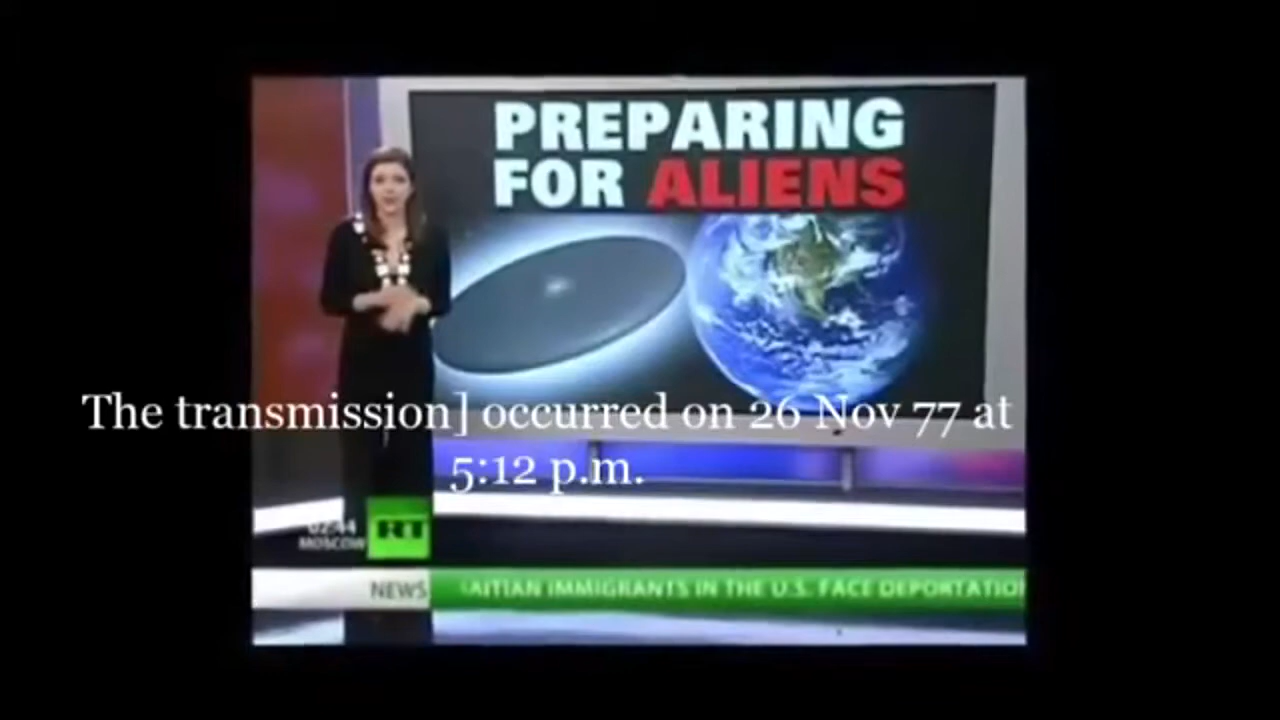 PREPARING
FOR ALIENS
The transmission] occurred on 26 Nov 77 at
5:12 p.m.
02:44
MOSCOW
RT
NEWS
AITIAN IMMIGRANTS IN THE U.S. FACE DEPORTATION